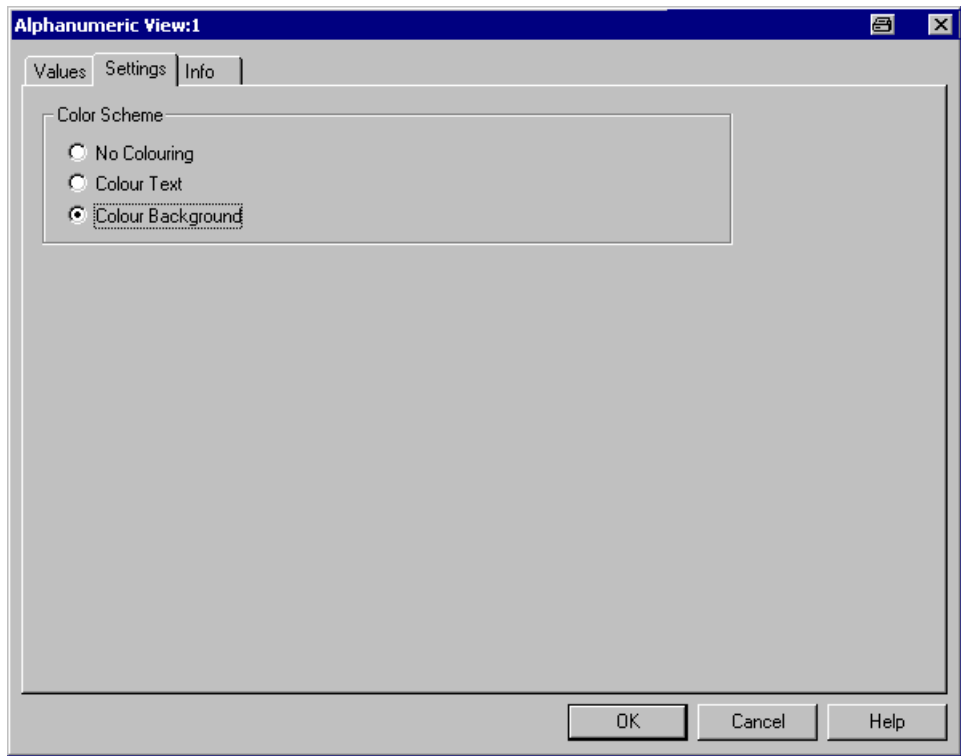 Alphanumeric View:1
Values Settings Info
Color Scheme
No Colouring
Colour Text
Colour Background
OK Cancel Help